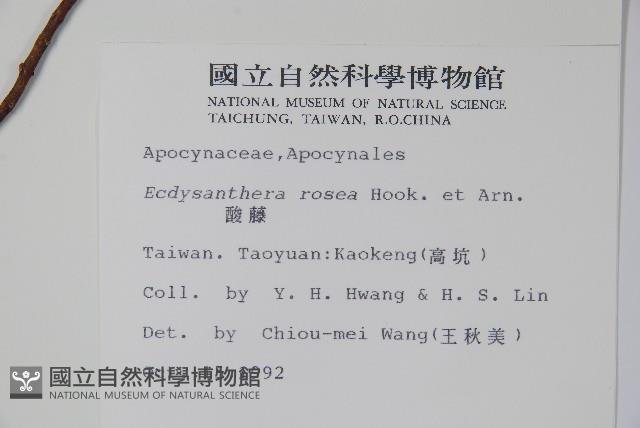 國立自然科學博物館
NATIONAL MUSEUM OF NATURAL SCIENCE
TAICHUNG, TAIWAN, R.O.CHINA
Apocynaceae,Apocynales
Ecdysanthera rosea Hook. et Arn.
酸藤
Taiwan. Taoyuan:Kaokeng(高坑)
Coll. by Y. H. Hwang & H. S. Lin
Det. by Chiou-mei Wang(王秋美)
國立自然科學博物館
NATIONAL MUSEUM OF NATURAL SCIENCE